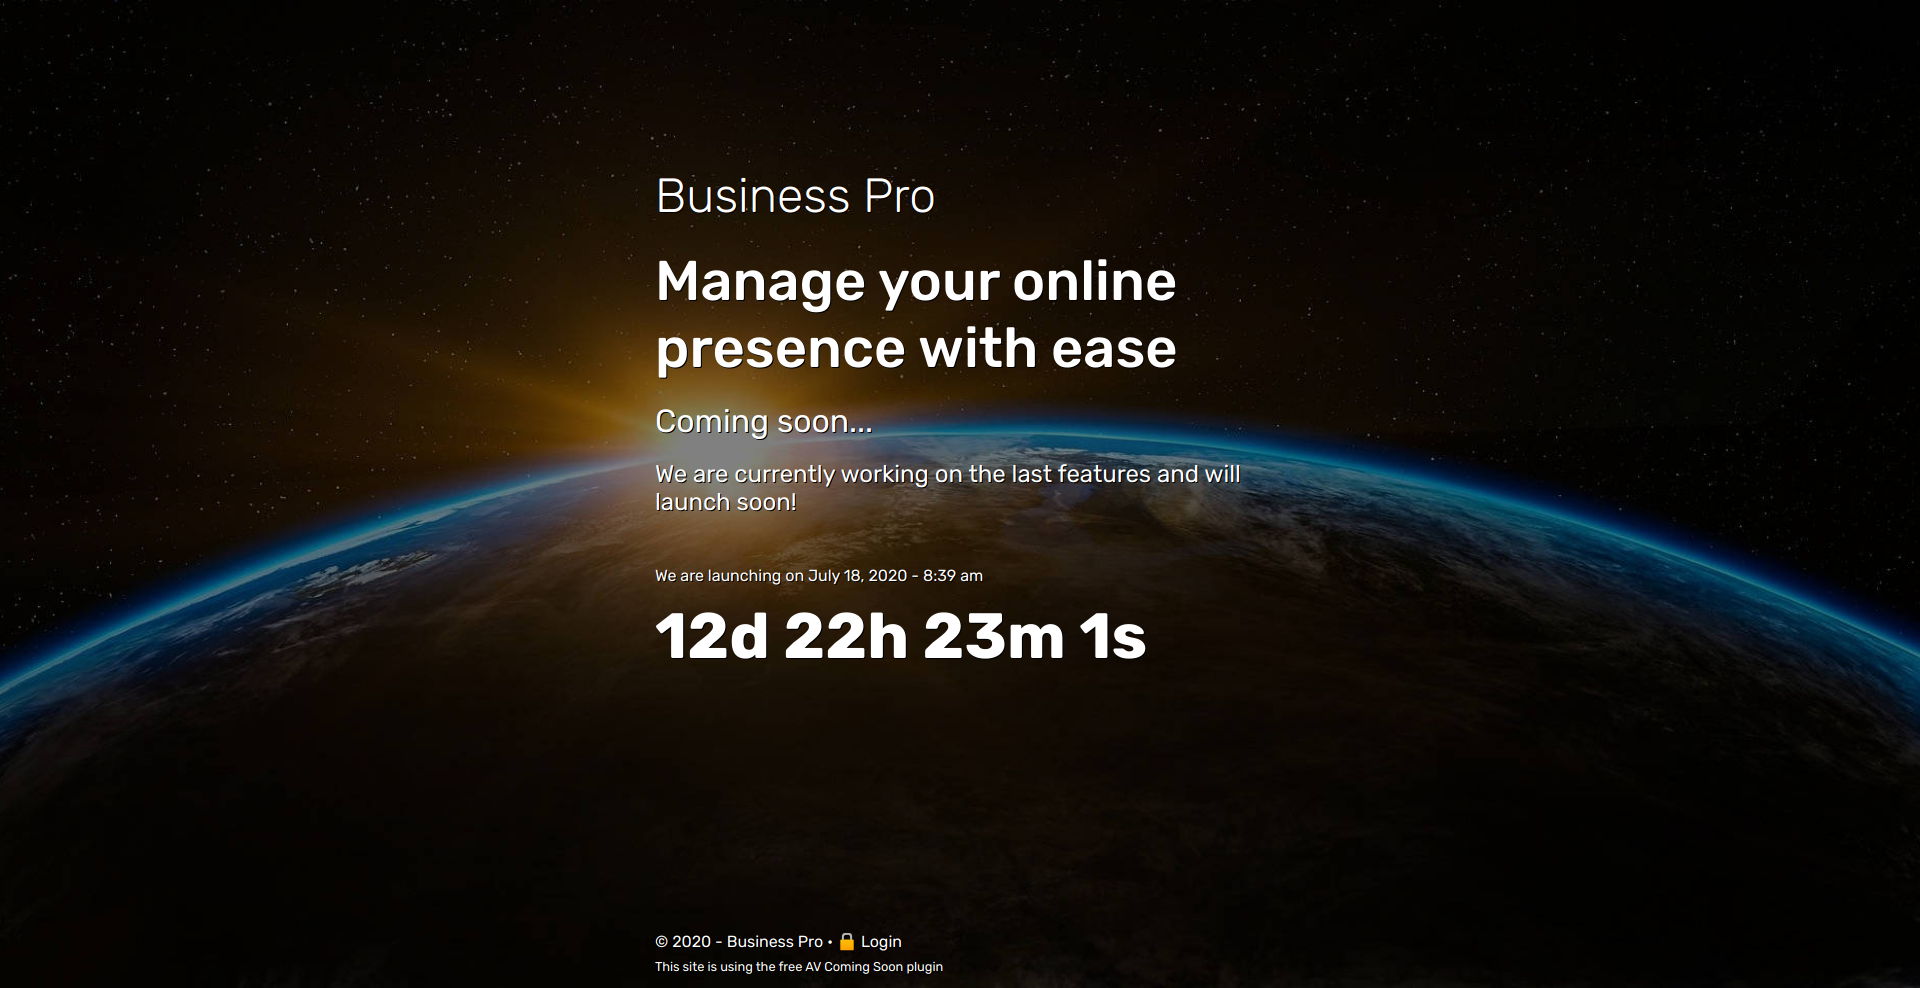 Business Pro
Manage your online
presence with ease
Coming soon...
We are currently working on the last features and will
launch soon!
We are launching on July 18, 2020 - 8:39 am
12d 22h 23m 1s
© 2020 - Business Pro • 🔒 Login
This site is using the free AV Coming Soon plugin